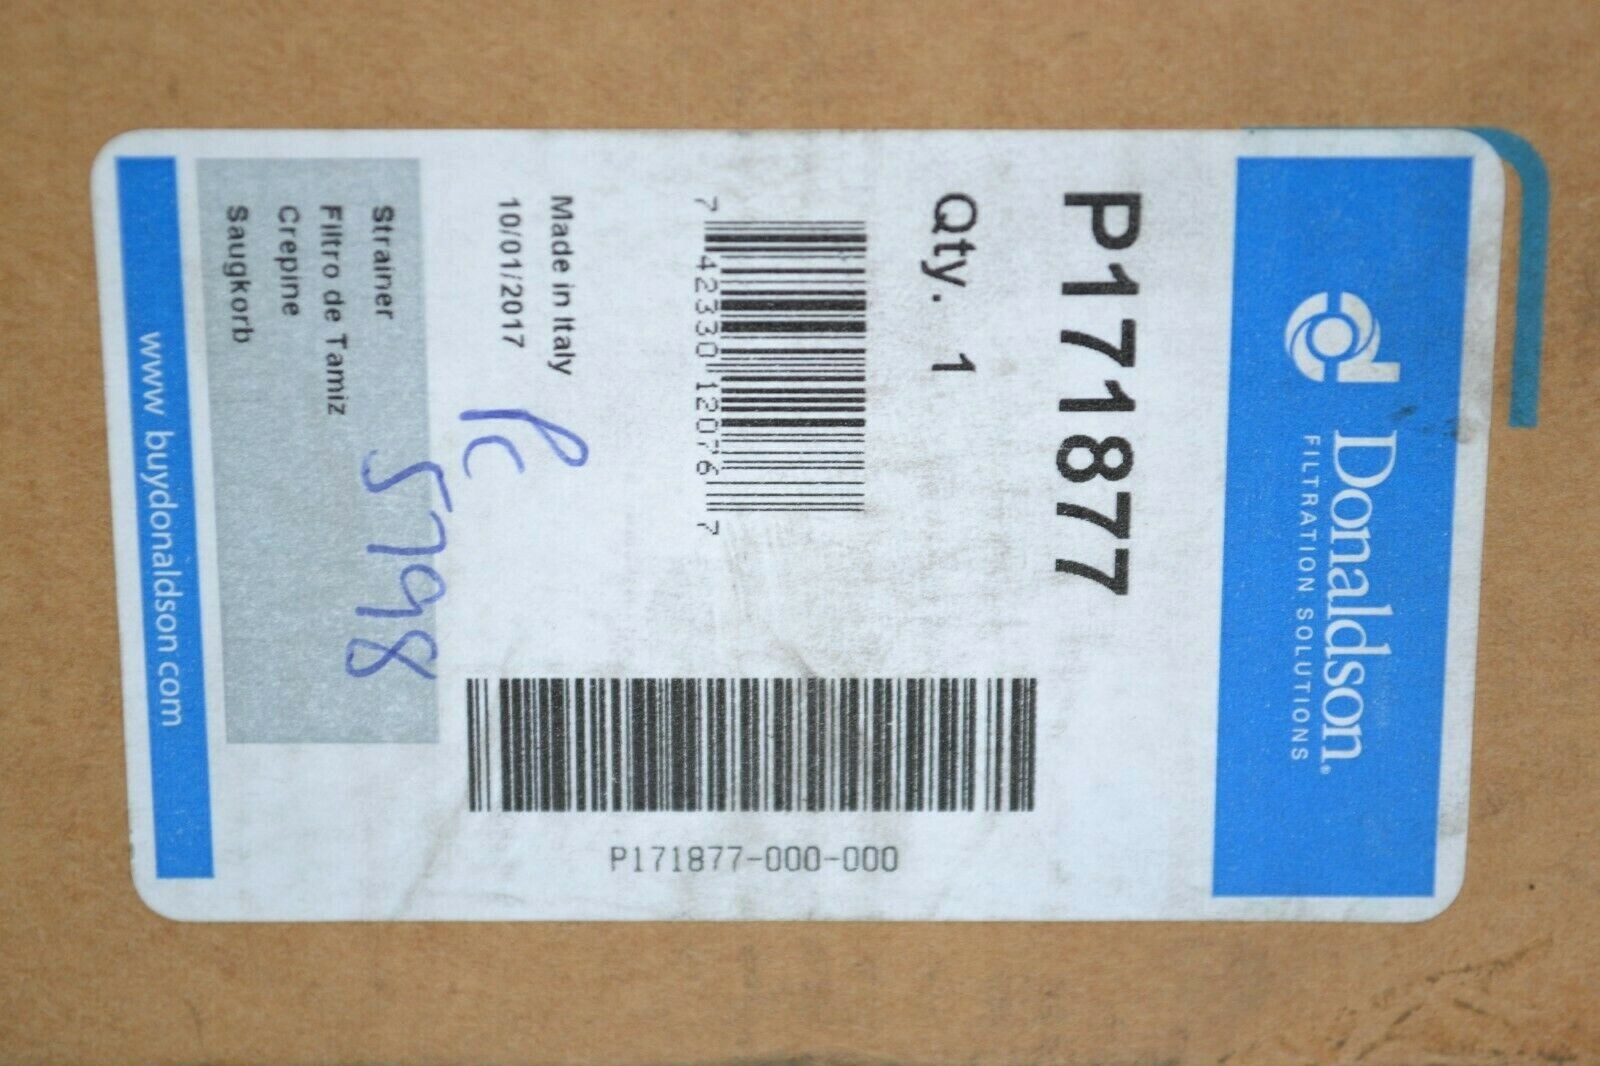 Donaldson®
FILTRATION SOLUTIONS
P171877
Qty. 1
7 42330 12076 7
P171877-000-000
Made in Italy
10/01/2017
PC
5798
Strainer
Filtro de Tamiz
Crepine
Saugkorb
www.buydonaldson.com